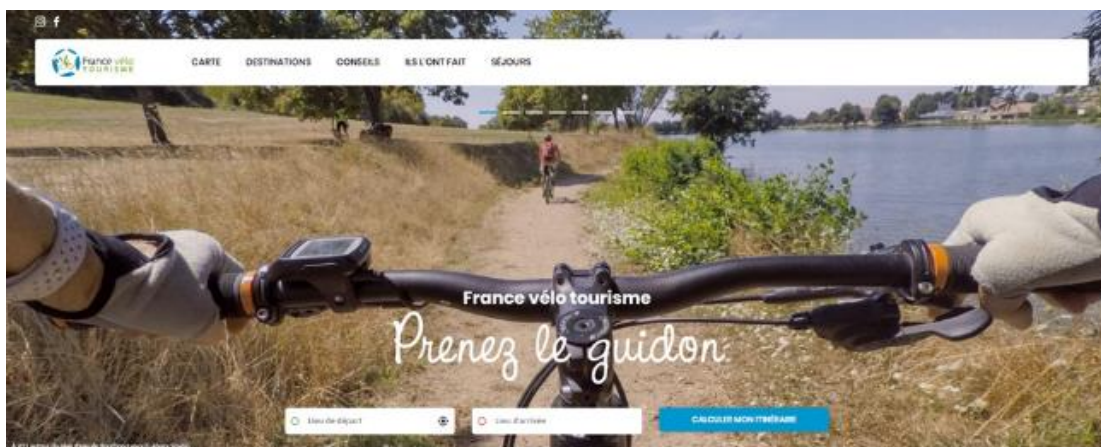 France vélo
TOURISME
CARTE DESTINATIONS CONSEILS ILS L'ONT FAIT SÉJOURS
France vélo tourisme
Prenez le guidon
Lieu de départ Lieu d'arrivée CALCULER MON ITINÉRAIRE